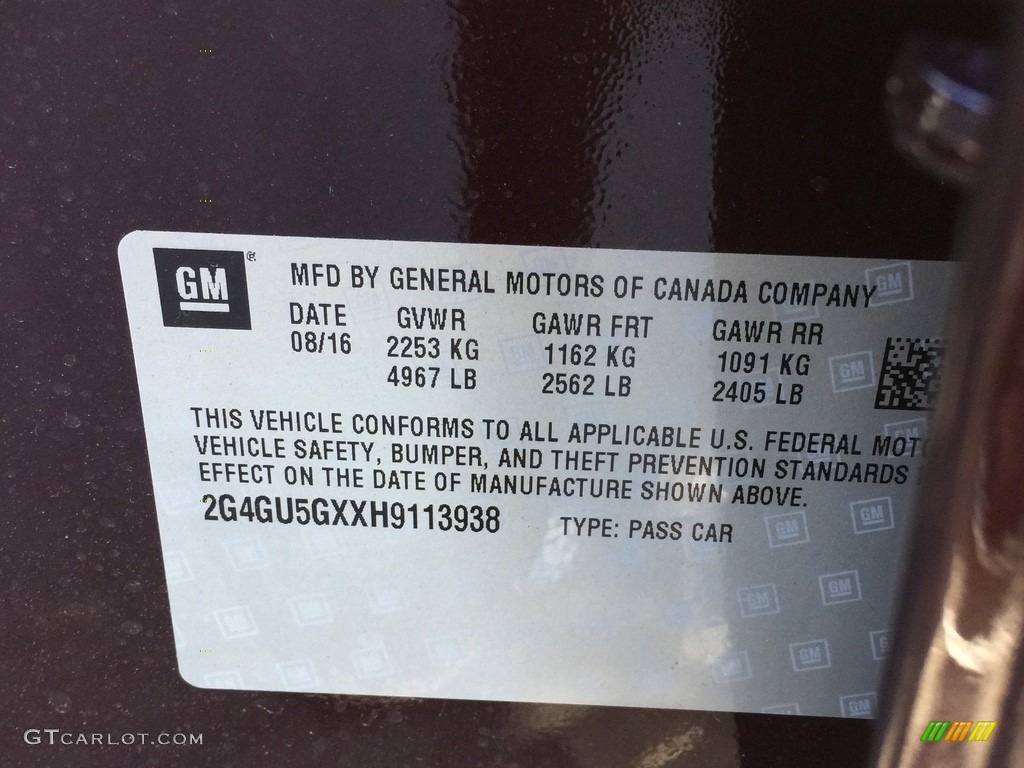 GM ®
MFD BY GENERAL MOTORS OF CANADA COMPANY
DATE GVWR GAWR FRT GAWR RR
08/16 2253 KG 1162 KG 1091 KG
4967 LB 2562 LB 2405 LB
THIS VEHICLE CONFORMS TO ALL APPLICABLE U.S. FEDERAL MOTO
VEHICLE SAFETY, BUMPER, AND THEFT PREVENTION STANDARDS
EFFECT ON THE DATE OF MANUFACTURE SHOWN ABOVE.
2G4GU5GXXH9113938 TYPE: PASS CAR
GTCARLOT.COM